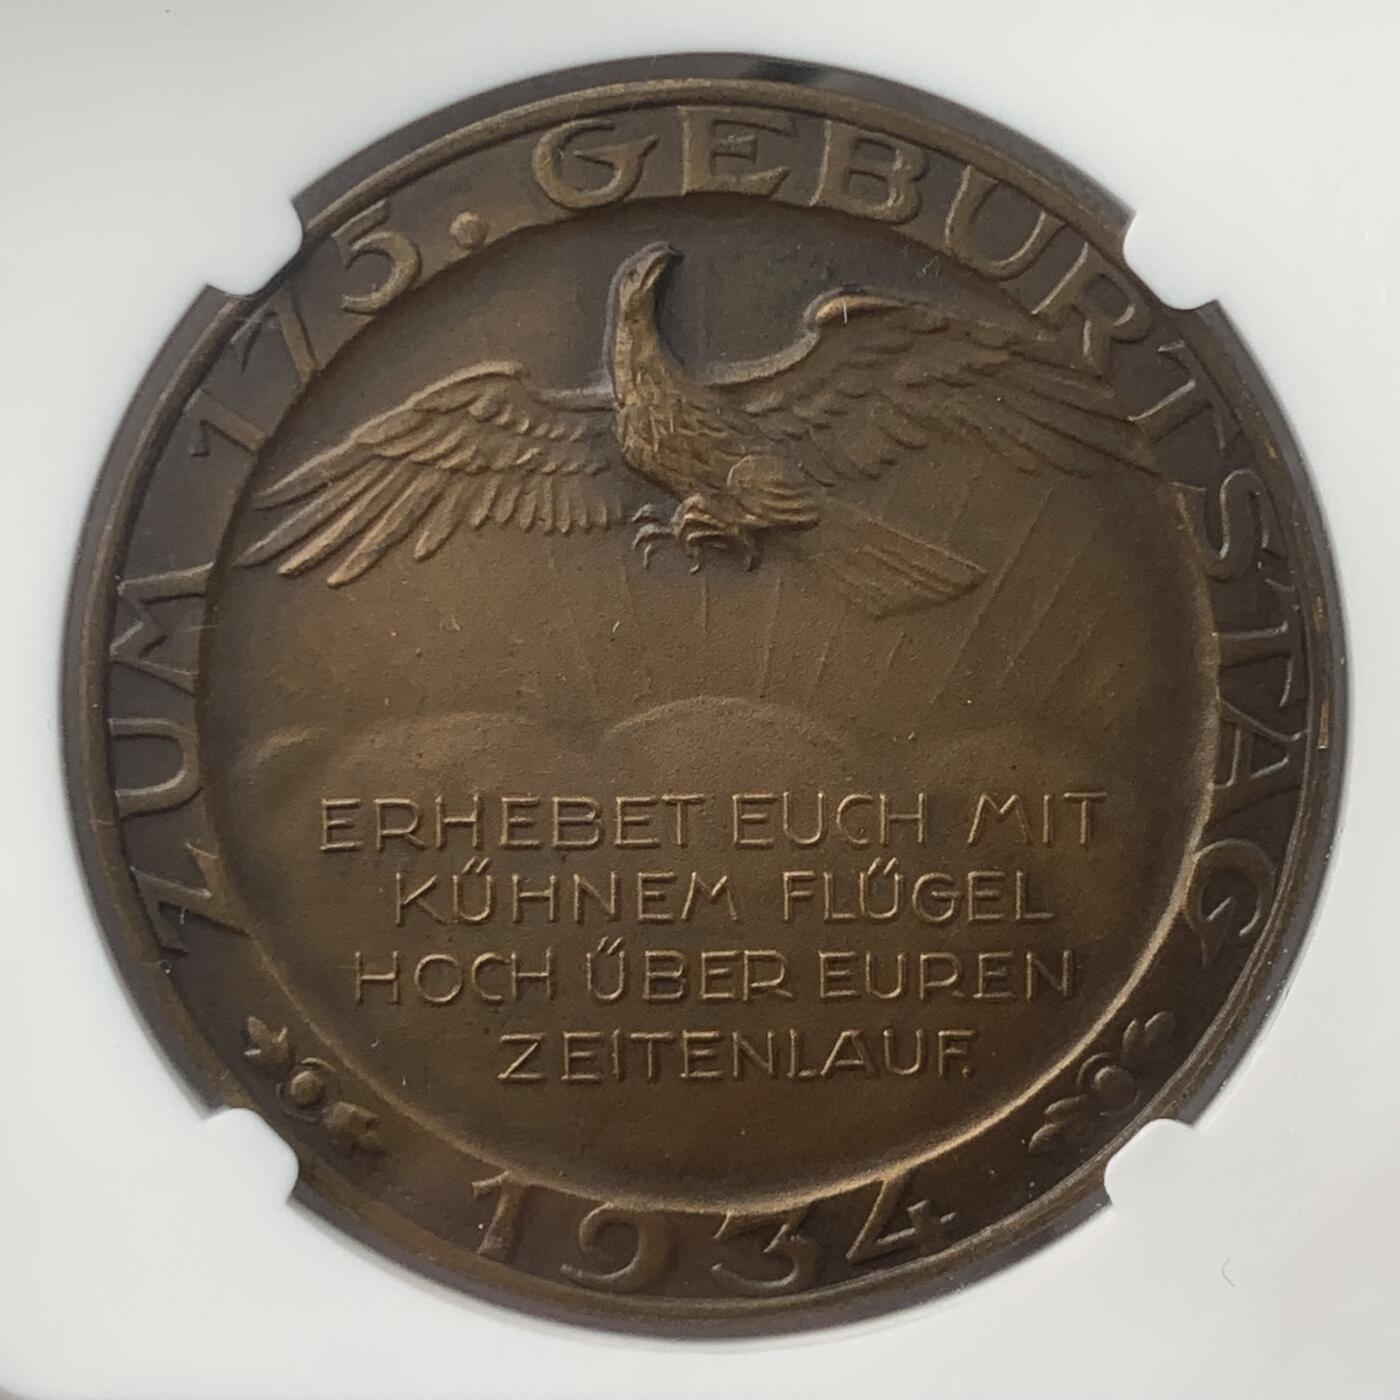 ZUM 175. GEBURTSTAG
ERHEBET EUCH MIT
KÜHNEM FLÜGEL
HOCH ÜBER EUREN
ZEITENLAUF.
1934